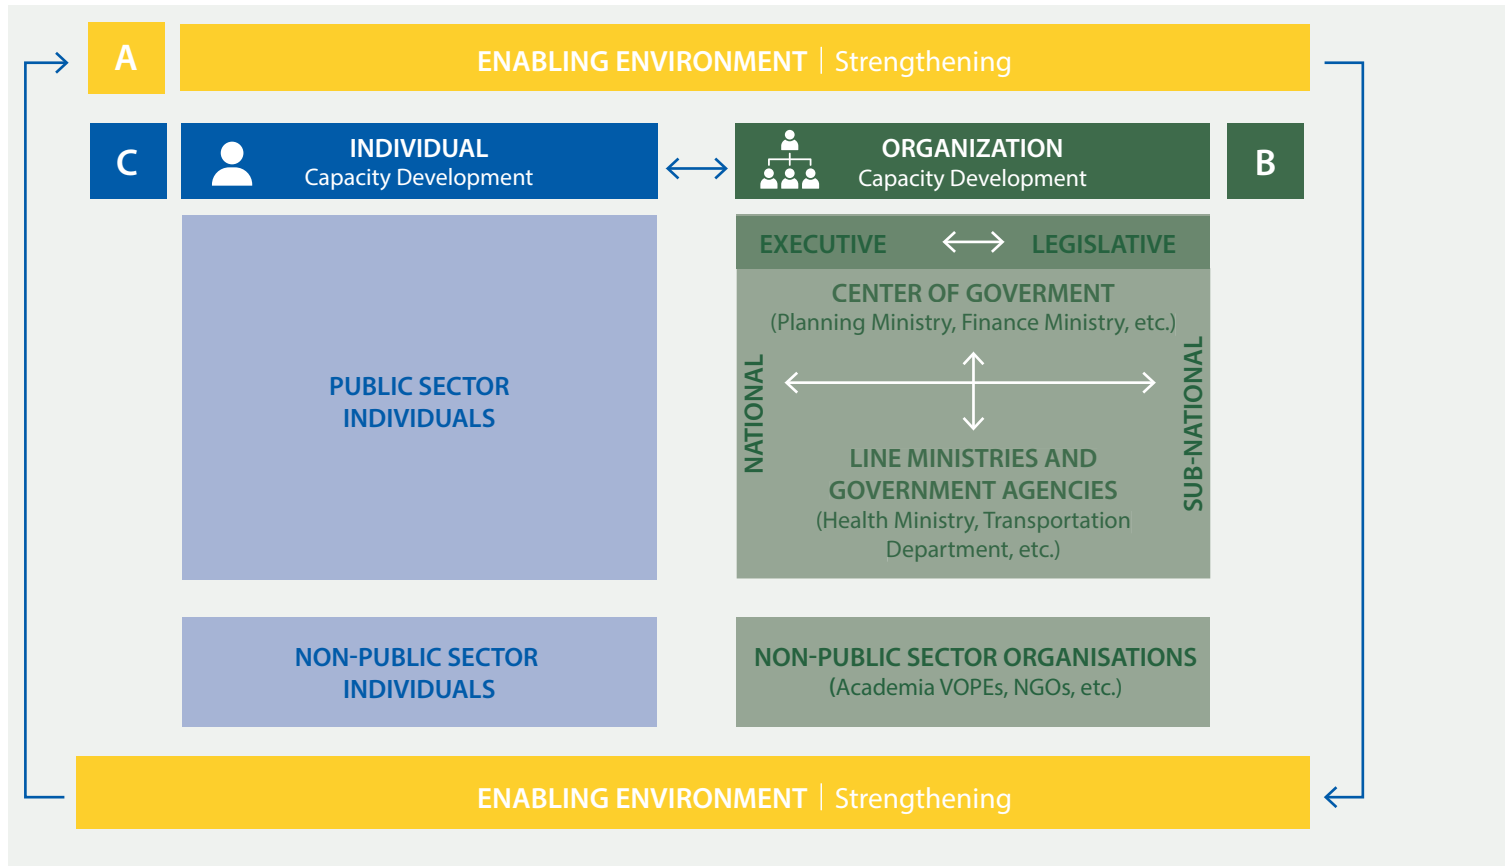 A
ENABLING ENVIRONMENT | Strengthening
C
INDIVIDUAL
Capacity Development
ORGANIZATION
Capacity Development
B
PUBLIC SECTOR
INDIVIDUALS
EXECUTIVE
LEGISLATIVE
CENTER OF GOVERMENT
(Planning Ministry, Finance Ministry, etc.)
NATIONAL
SUB-NATIONAL
LINE MINISTRIES AND
GOVERNMENT AGENCIES
(Health Ministry, Transportation
Department, etc.)
NON-PUBLIC SECTOR
INDIVIDUALS
NON-PUBLIC SECTOR ORGANISATIONS
(Academia VOPEs, NGOs, etc.)
ENABLING ENVIRONMENT | Strengthening